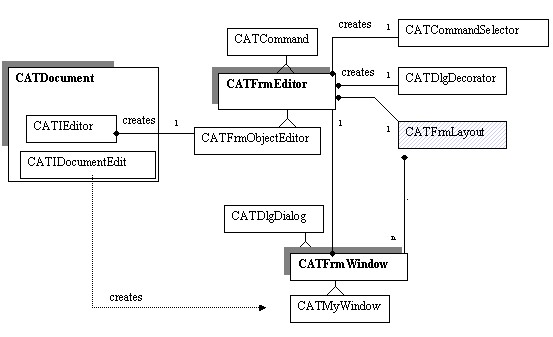 CATCommand
creates
1
CATCommandSelector
CATDocument
CATFrmEditor
creates
1
CATDlgDecorator
CATIEditor
creates
1
CATFrmObjectEditor
1
1
CATFrmLayout
CATIDocumentEdit
CATDlgDialog
n
CATFrmWindow
creates
CATMyWindow